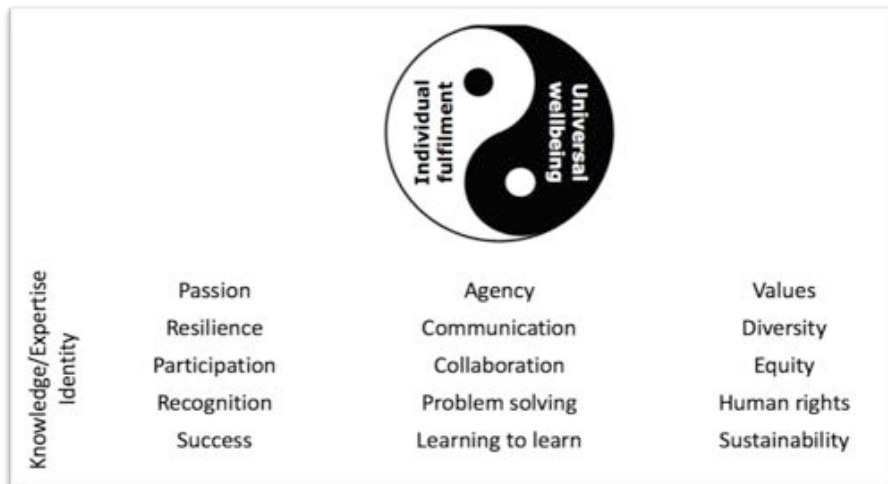 Individual
fulfilment
Universal
wellbeing
Knowledge/Expertise
Identity
Passion
Agency
Values
Resilience
Communication
Diversity
Participation
Collaboration
Equity
Recognition
Problem solving
Human rights
Success
Learning to learn
Sustainability